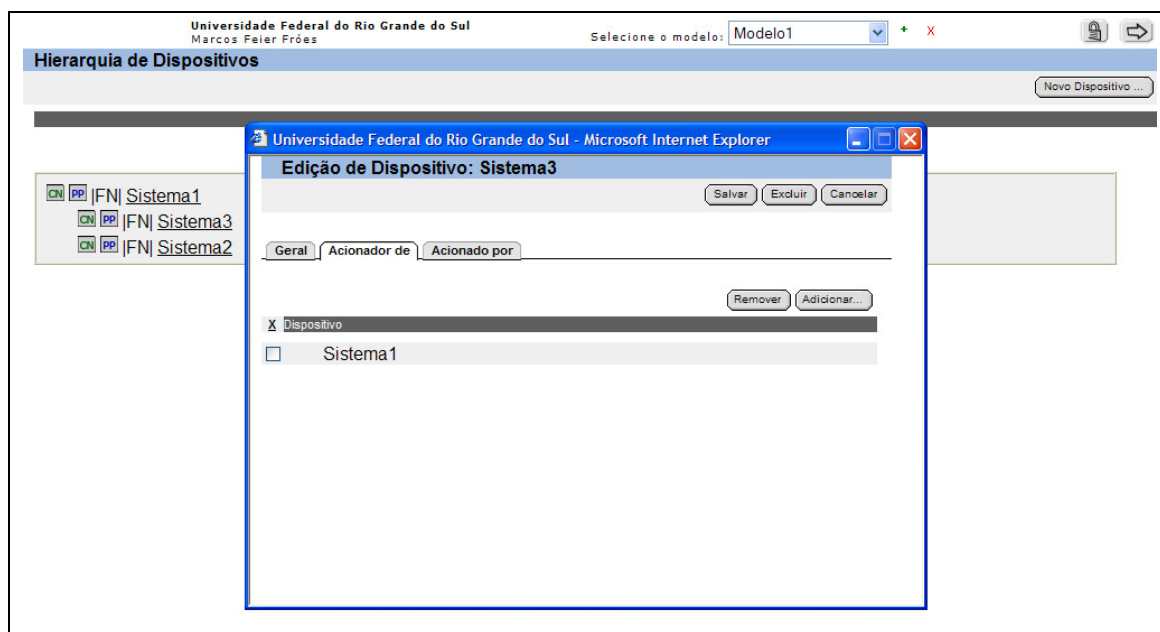 Universidade Federal do Rio Grande do Sul
Marcos Feier Fróes
Selecione o modelo: Modelo1 + X
Hierarquia de Dispositivos
Novo Dispositivo ...
Universidade Federal do Rio Grande do Sul - Microsoft Internet Explorer
Edição de Dispositivo: Sistema3
Salvar Excluir Cancelar
CN PP |FN| Sistema1
CN PP |FN| Sistema3
CN PP |FN| Sistema2
Geral Acionador de Acionado por
Remover Adicionar...
X Dispositivo
Sistema1